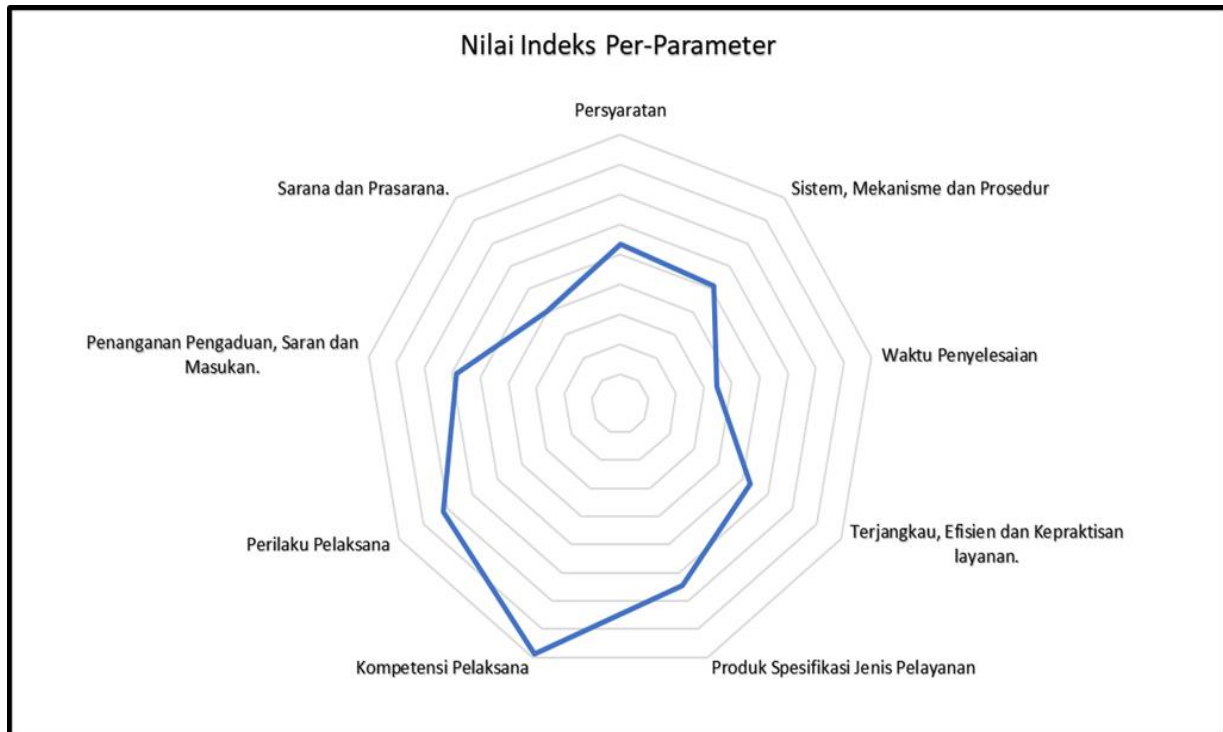 Nilai Indeks Per-Parameter
Persyaratan
Sistem, Mekanisme dan Prosedur
Waktu Penyelesaian
Terjangkau, Efisien dan Kepraktisan
layanan.
Produk Spesifikasi Jenis Pelayanan
Kompetensi Pelaksana
Perilaku Pelaksana
Penanganan Pengaduan, Saran dan
Masukan.
Sarana dan Prasarana.